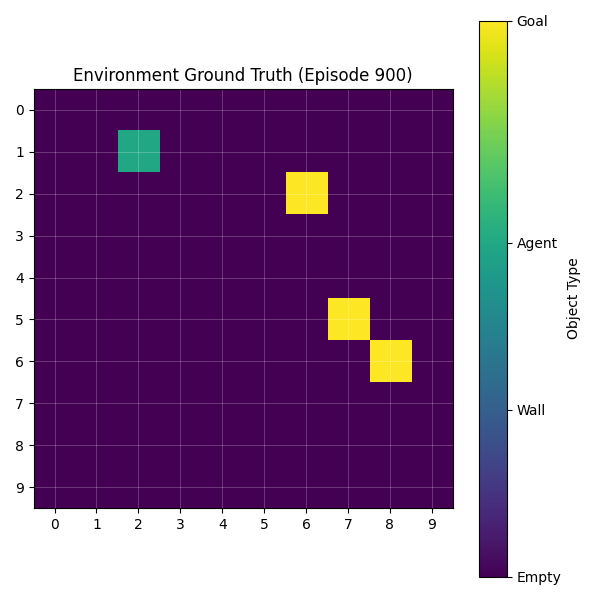 Environment Ground Truth (Episode 900)
0
1
2
3
4
5
6
7
8
9
0 1 2 3 4 5 6 7 8 9
Goal
Agent
Wall
Empty
Object Type